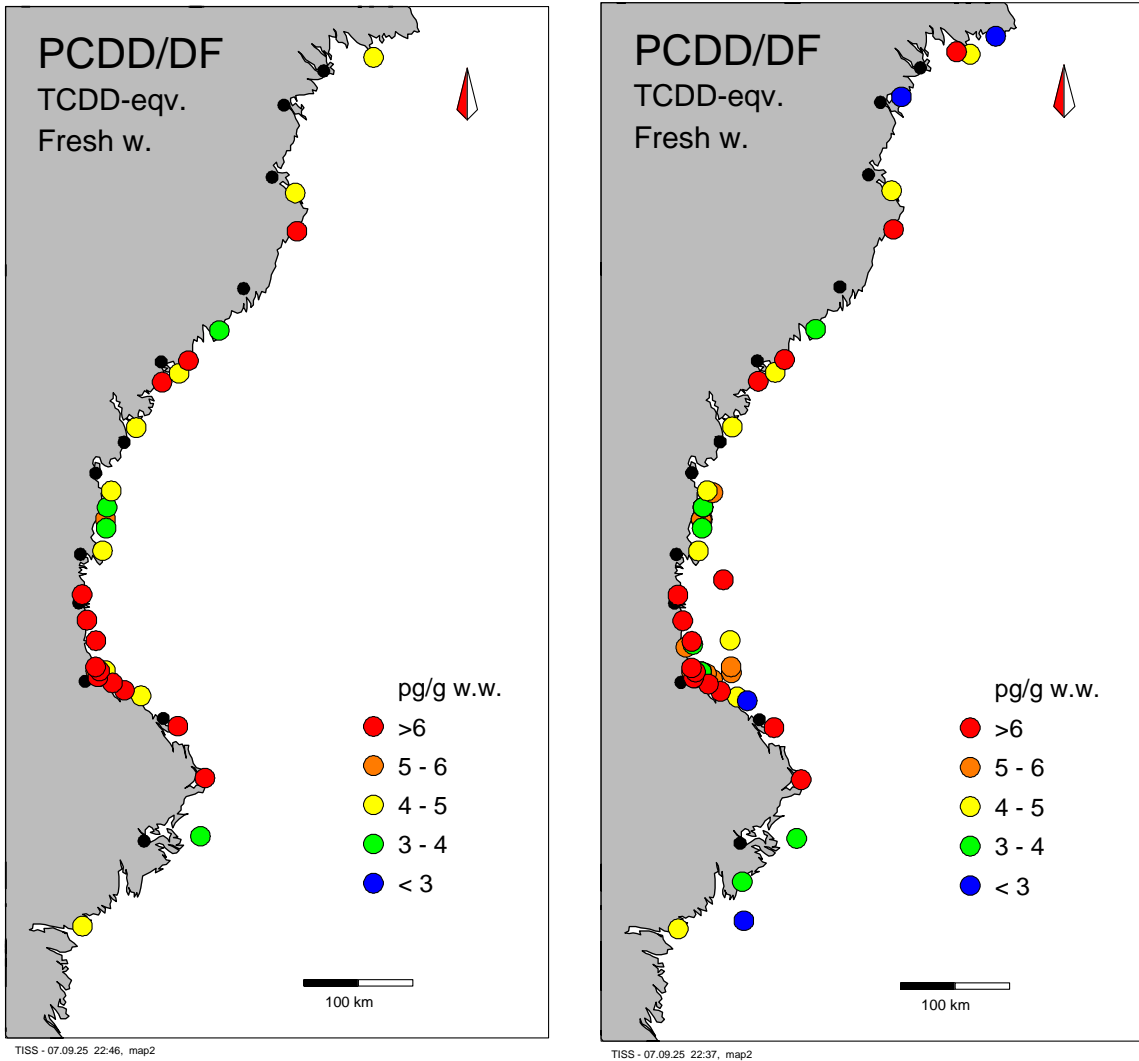 PCDD/DF
TCDD-eqv.
Fresh w.
pg/g w.w.
>6
5 - 6
4 - 5
3 - 4
< 3
100 km
TISS - 07.09.25 22:46, map2
PCDD/DF
TCDD-eqv.
Fresh w.
pg/g w.w.
>6
5 - 6
4 - 5
3 - 4
< 3
100 km
TISS - 07.09.25 22:37, map2